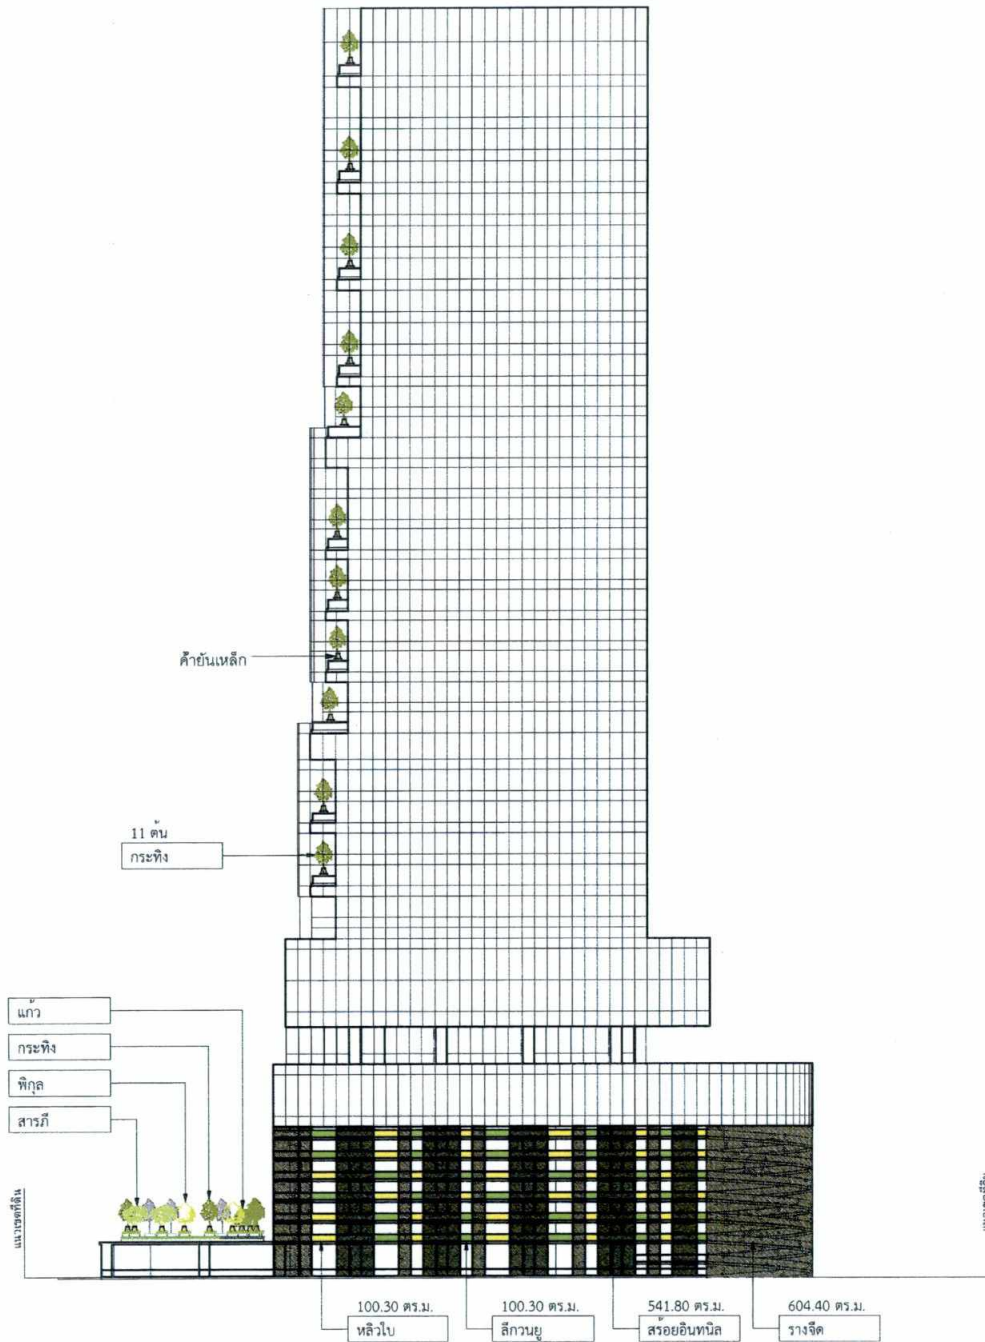 ค้ำยันเหล็ก
11 ต้น
กระทิง
แก้ว
กระทิง
พิกุล
สารภี
แนวเขตที่ดิน
100.30 ตร.ม.
หลิวใบ
100.30 ตร.ม.
ลีกวนยู
541.80 ตร.ม.
สร้อยอินทนิล
604.40 ตร.ม.
รางจืด